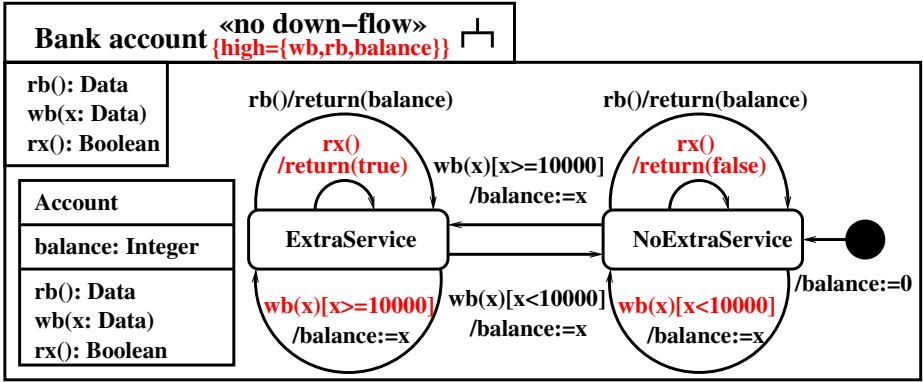 Bank account «no down–flow»
{high={wb,rb,balance}}
rb(): Data
wb(x: Data)
rx(): Boolean
Account
balance: Integer
rb(): Data
wb(x: Data)
rx(): Boolean
rb()/return(balance)
rx()
/return(true)
wb(x)[x>=10000]
/balance:=x
rb()/return(balance)
rx()
/return(false)
ExtraService
NoExtraService
/balance:=0
wb(x)[x>=10000]
/balance:=x
wb(x)[x<10000]
/balance:=x
wb(x)[x<10000]
/balance:=x